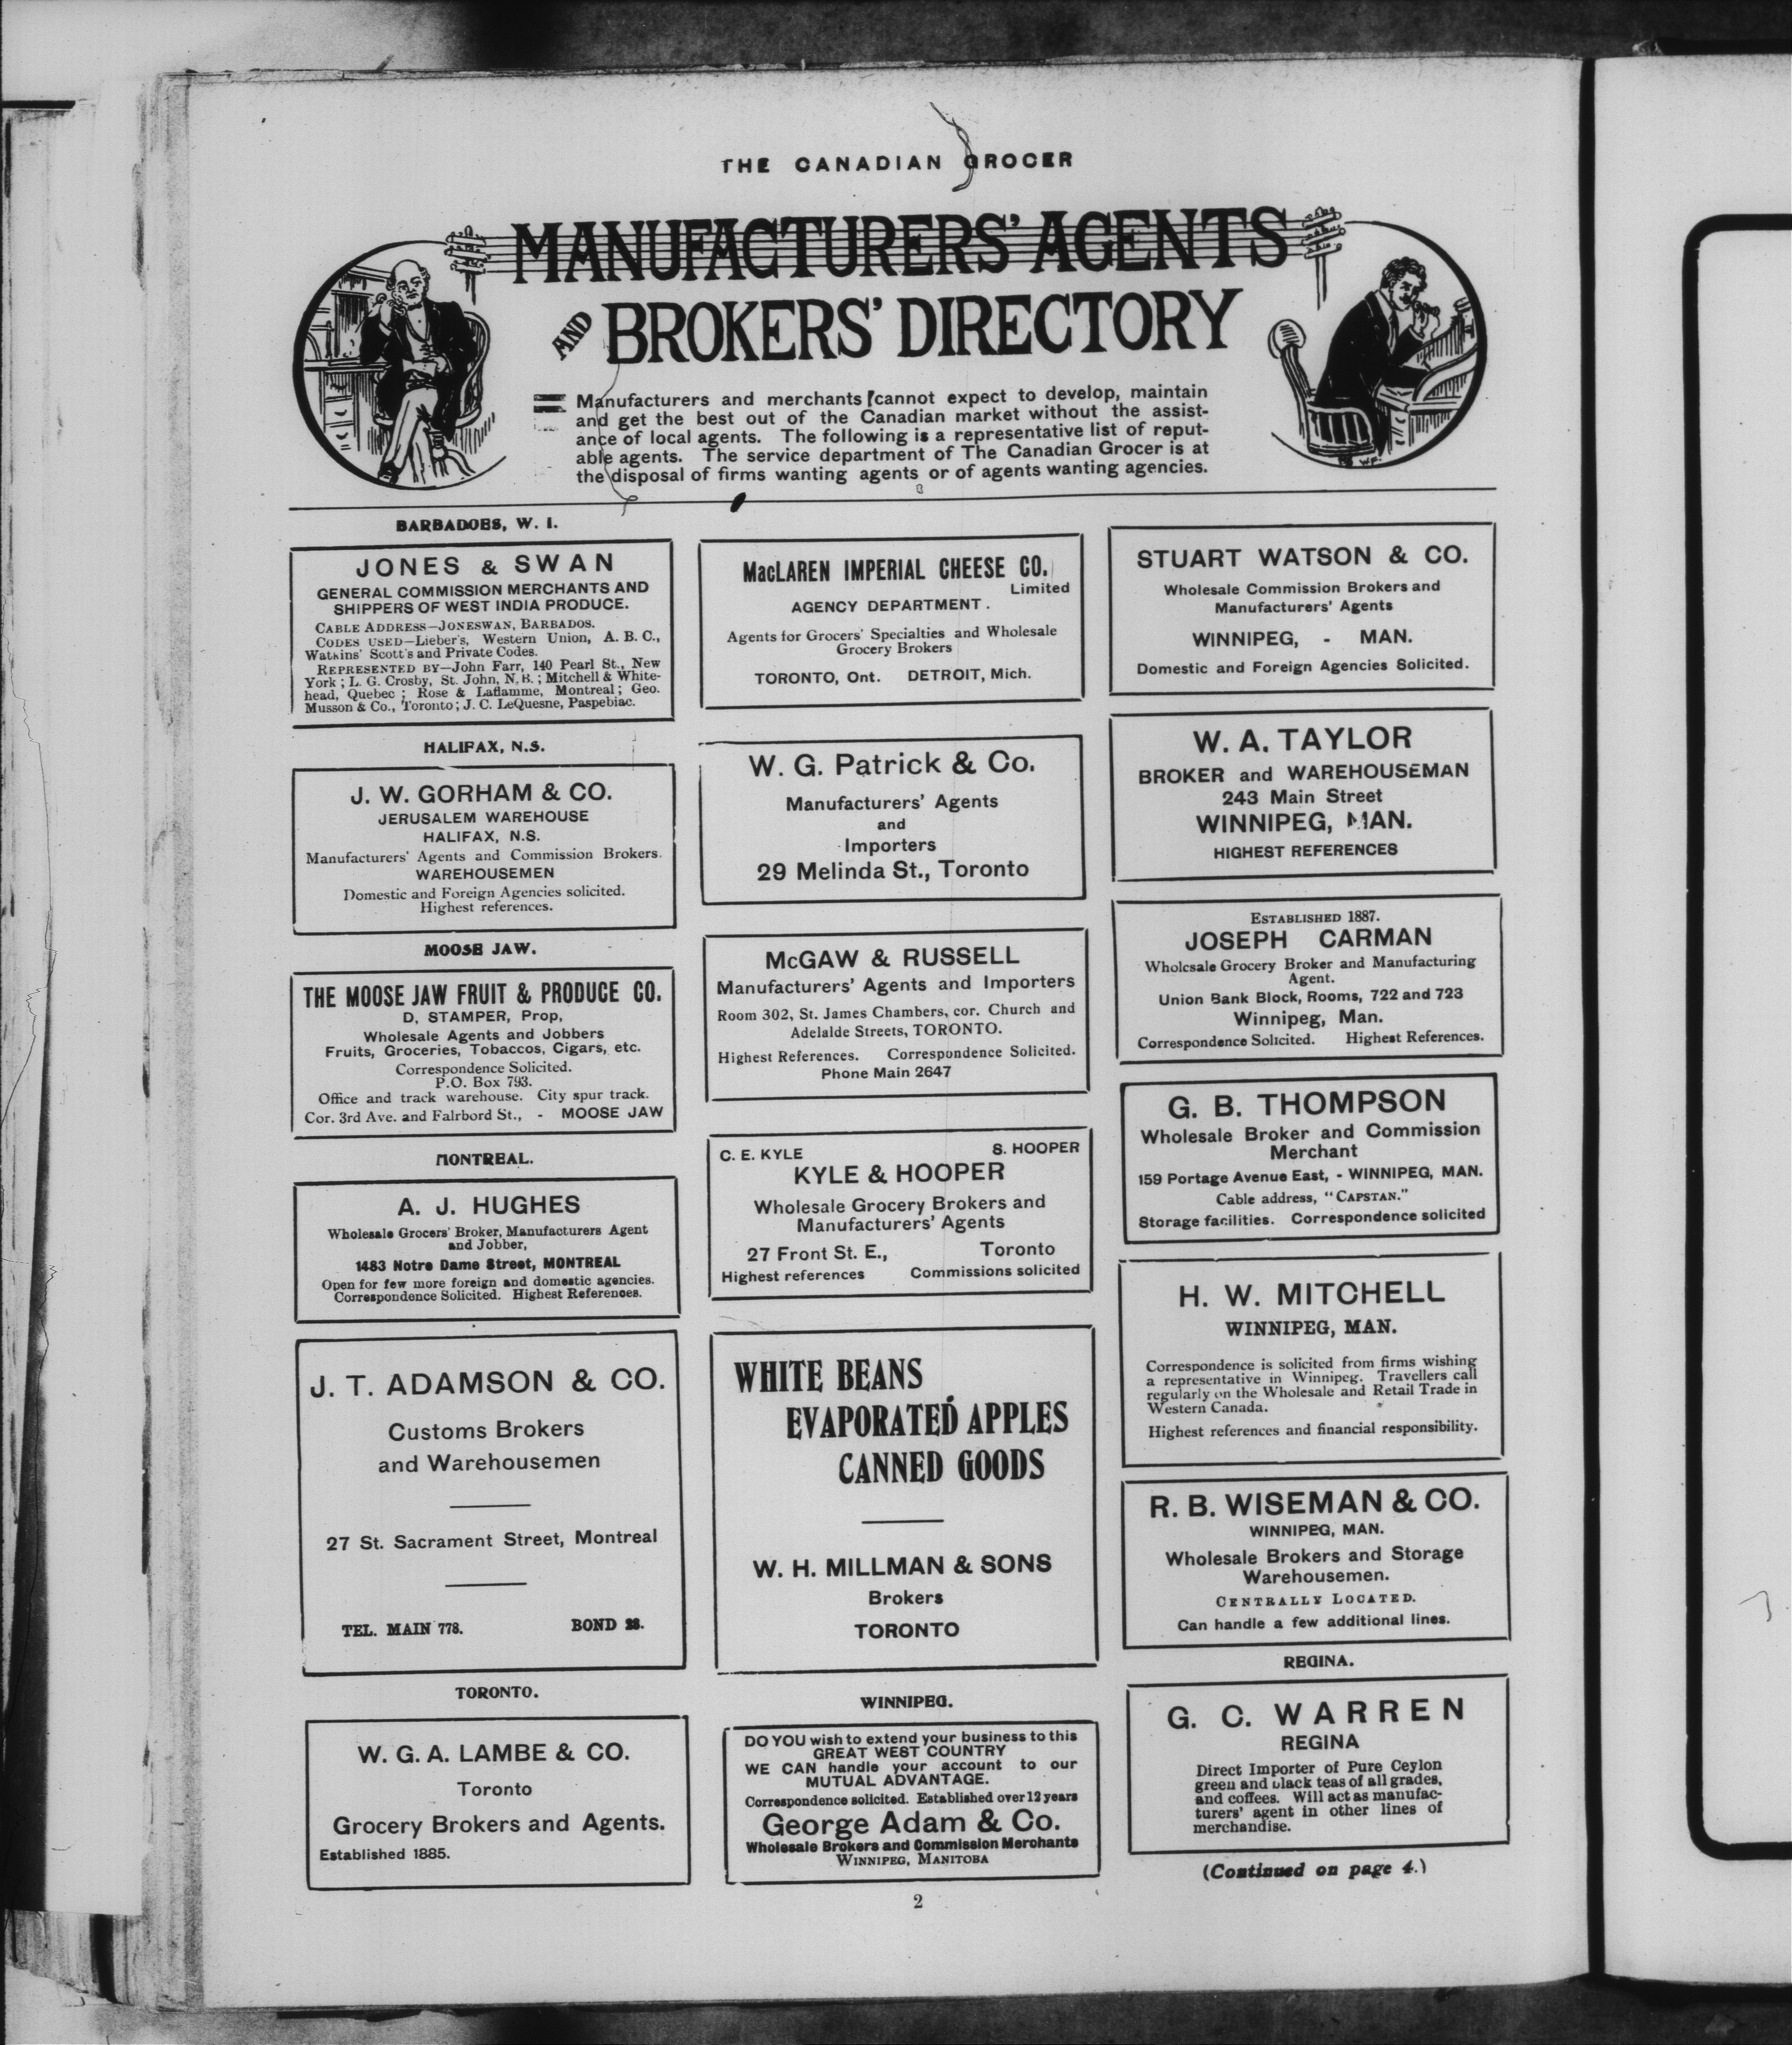 THE CANADIAN GROCER
MANUFACTURERS' AGENTS
AND BROKERS' DIRECTORY
Manufacturers and merchants cannot expect to develop, maintain
and get the best out of the Canadian market without the assist-
ance of local agents. The following is a representative list of reput-
able agents. The service department of The Canadian Grocer is at
the disposal of firms wanting agents or of agents wanting agencies.
BARBADOES, W. I.
JONES & SWAN
GENERAL COMMISSION MERCHANTS AND
SHIPPERS OF WEST INDIA PRODUCE.
CABLE ADDRESS—JONESWAN, BARBADOS.
CODES USED—Lieber's, Western Union, A. B. C.,
Watkins' Scott's and Private Codes.
REPRESENTED BY—John Farr, 140 Pearl St., New
York; L. G. Crosby, St. John, N.B.; Mitchell & White-
head, Quebec; Rose & Laflamme, Montreal; Geo.
Musson & Co., Toronto; J. C. LeQuesne, Paspebiac.
HALIFAX, N.S.
J. W. GORHAM & CO.
JERUSALEM WAREHOUSE
HALIFAX, N.S.
Manufacturers' Agents and Commission Brokers.
WAREHOUSEMEN
Domestic and Foreign Agencies solicited.
Highest references.
MOOSE JAW.
THE MOOSE JAW FRUIT & PRODUCE CO.
D, STAMPER, Prop,
Wholesale Agents and Jobbers
Fruits, Groceries, Tobaccos, Cigars, etc.
Correspondence Solicited.
P.O. Box 793.
Office and track warehouse. City spur track.
Cor. 3rd Ave. and Fairbord St., - MOOSE JAW
MONTREAL.
A. J. HUGHES
Wholesale Grocers' Broker, Manufacturers Agent
and Jobber,
1483 Notre Dame Street, MONTREAL
Open for few more foreign and domestic agencies.
Correspondence Solicited. Highest References.
J. T. ADAMSON & CO.
Customs Brokers
and Warehousemen
27 St. Sacrament Street, Montreal
TEL. MAIN 778. BOND 28.
TORONTO.
W. G. A. LAMBE & CO.
Toronto
Grocery Brokers and Agents.
Established 1885.
MacLAREN IMPERIAL CHEESE CO.
Limited
AGENCY DEPARTMENT.
Agents for Grocers' Specialties and Wholesale
Grocery Brokers
TORONTO, Ont. DETROIT, Mich.
W. G. Patrick & Co.
Manufacturers' Agents
and
Importers
29 Melinda St., Toronto
McGAW & RUSSELL
Manufacturers' Agents and Importers
Room 302, St. James Chambers, cor. Church and
Adelaide Streets, TORONTO.
Highest References. Correspondence Solicited.
Phone Main 2647
C. E. KYLE S. HOOPER
KYLE & HOOPER
Wholesale Grocery Brokers and
Manufacturers' Agents
27 Front St. E., Toronto
Highest references Commissions solicited
WHITE BEANS
EVAPORATED APPLES
CANNED GOODS
W. H. MILLMAN & SONS
Brokers
TORONTO
WINNIPEG.
DO YOU wish to extend your business to this
GREAT WEST COUNTRY
WE CAN handle your account to our
MUTUAL ADVANTAGE.
Correspondence solicited. Established over 12 years
George Adam & Co.
Wholesale Brokers and Commission Merchants
WINNIPEG, MANITOBA
STUART WATSON & CO.
Wholesale Commission Brokers and
Manufacturers' Agents
WINNIPEG, - MAN.
Domestic and Foreign Agencies Solicited.
W. A. TAYLOR
BROKER and WAREHOUSEMAN
243 Main Street
WINNIPEG, MAN.
HIGHEST REFERENCES
ESTABLISHED 1887.
JOSEPH CARMAN
Wholesale Grocery Broker and Manufacturing
Agent.
Union Bank Block, Rooms, 722 and 723
Winnipeg, Man.
Correspondence Solicited. Highest References.
G. B. THOMPSON
Wholesale Broker and Commission
Merchant
159 Portage Avenue East, - WINNIPEG, MAN.
Cable address, "CAPSTAN."
Storage facilities. Correspondence solicited
H. W. MITCHELL
WINNIPEG, MAN.
Correspondence is solicited from firms wishing
a representative in Winnipeg. Travellers call
regularly on the Wholesale and Retail Trade in
Western Canada.
Highest references and financial responsibility.
R. B. WISEMAN & CO.
WINNIPEG, MAN.
Wholesale Brokers and Storage
Warehousemen.
CENTRALLY LOCATED.
Can handle a few additional lines.
REGINA.
G. C. WARREN
REGINA
Direct Importer of Pure Ceylon
green and black teas of all grades,
and coffees. Will act as manufac-
turers' agent in other lines of
merchandise.
(Continued on page 4.)
2